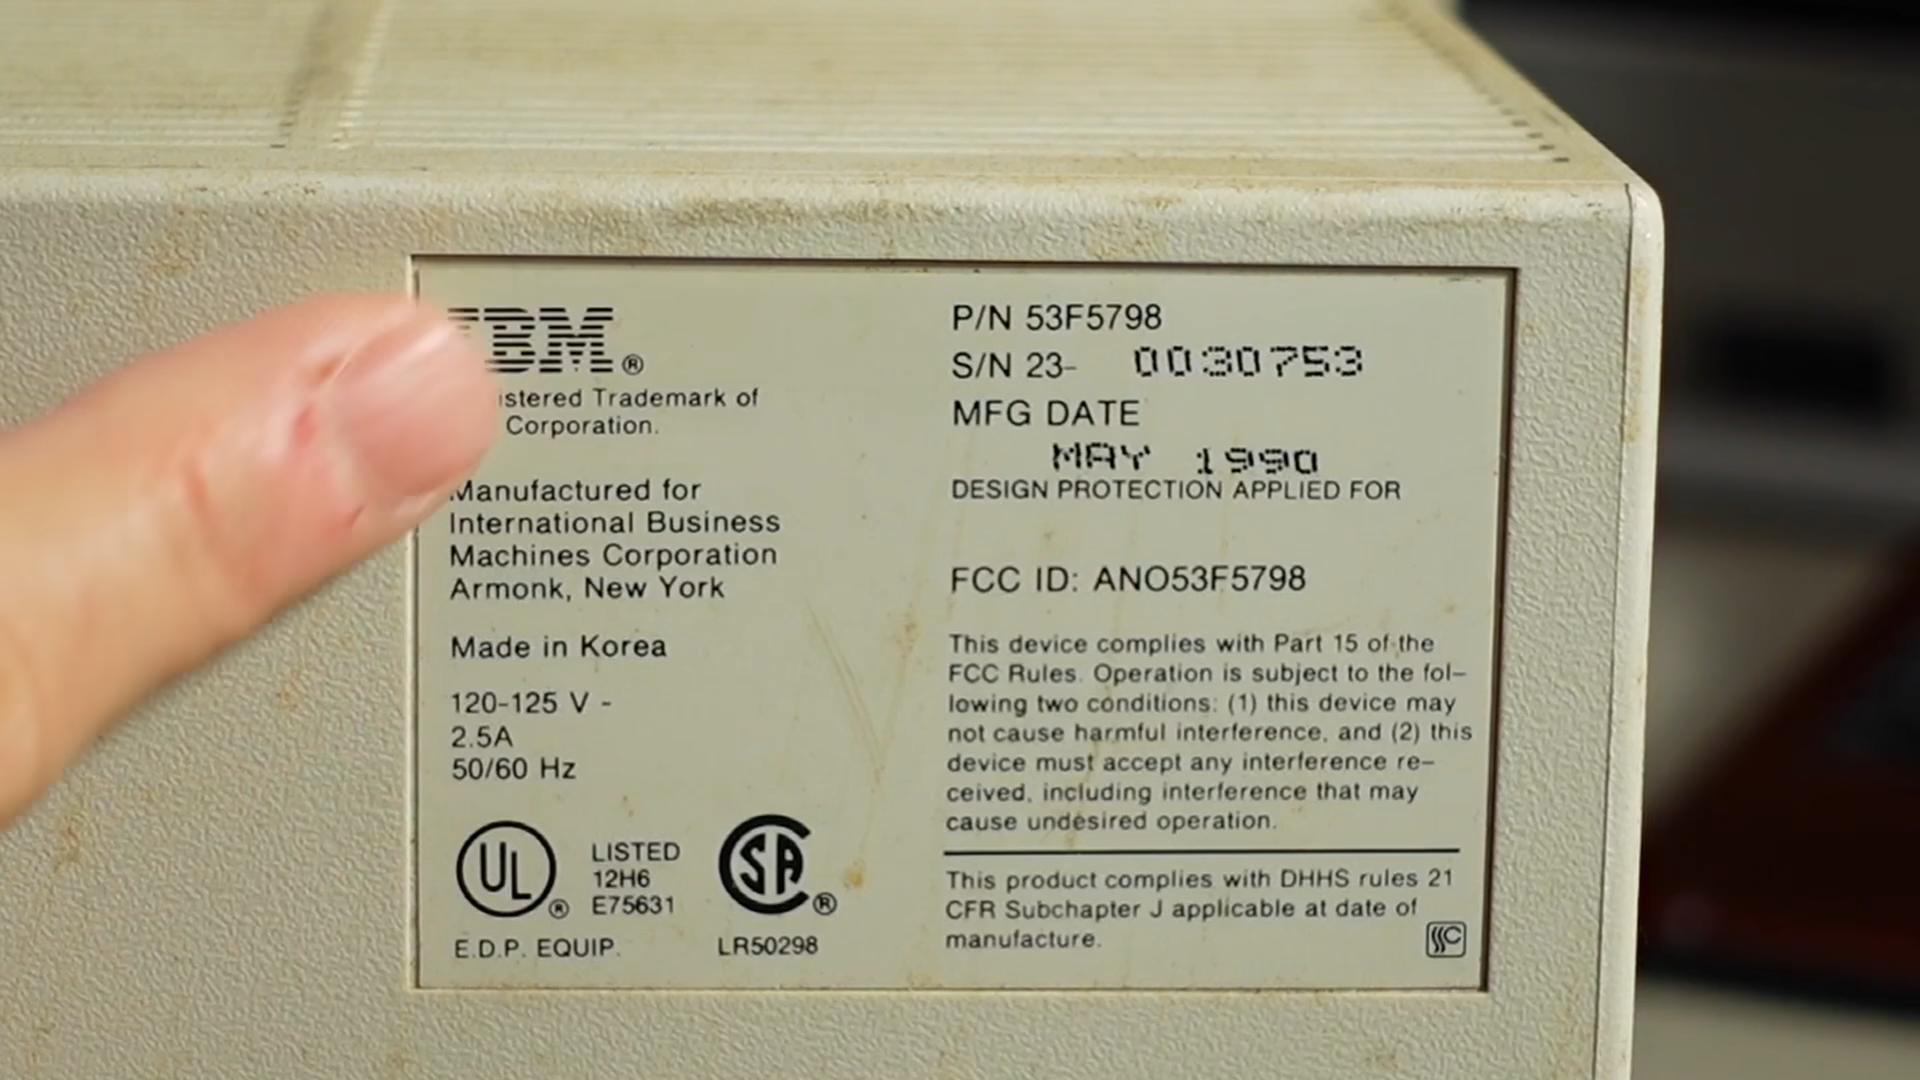 IBM®
istered Trademark of
Corporation.
Manufactured for
International Business
Machines Corporation
Armonk, New York
Made in Korea
120-125 V -
2.5A
50/60 Hz
UL® LISTED
12H6
E75631
E.D.P. EQUIP.
SA®
LR50298
P/N 53F5798
S/N 23- 0030753
MFG DATE
MAY 1990
DESIGN PROTECTION APPLIED FOR
FCC ID: ANO53F5798
This device complies with Part 15 of the
FCC Rules. Operation is subject to the fol-
lowing two conditions: (1) this device may
not cause harmful interference, and (2) this
device must accept any interference re-
ceived, including interference that may
cause undesired operation.
This product complies with DHHS rules 21
CFR Subchapter J applicable at date of
manufacture.